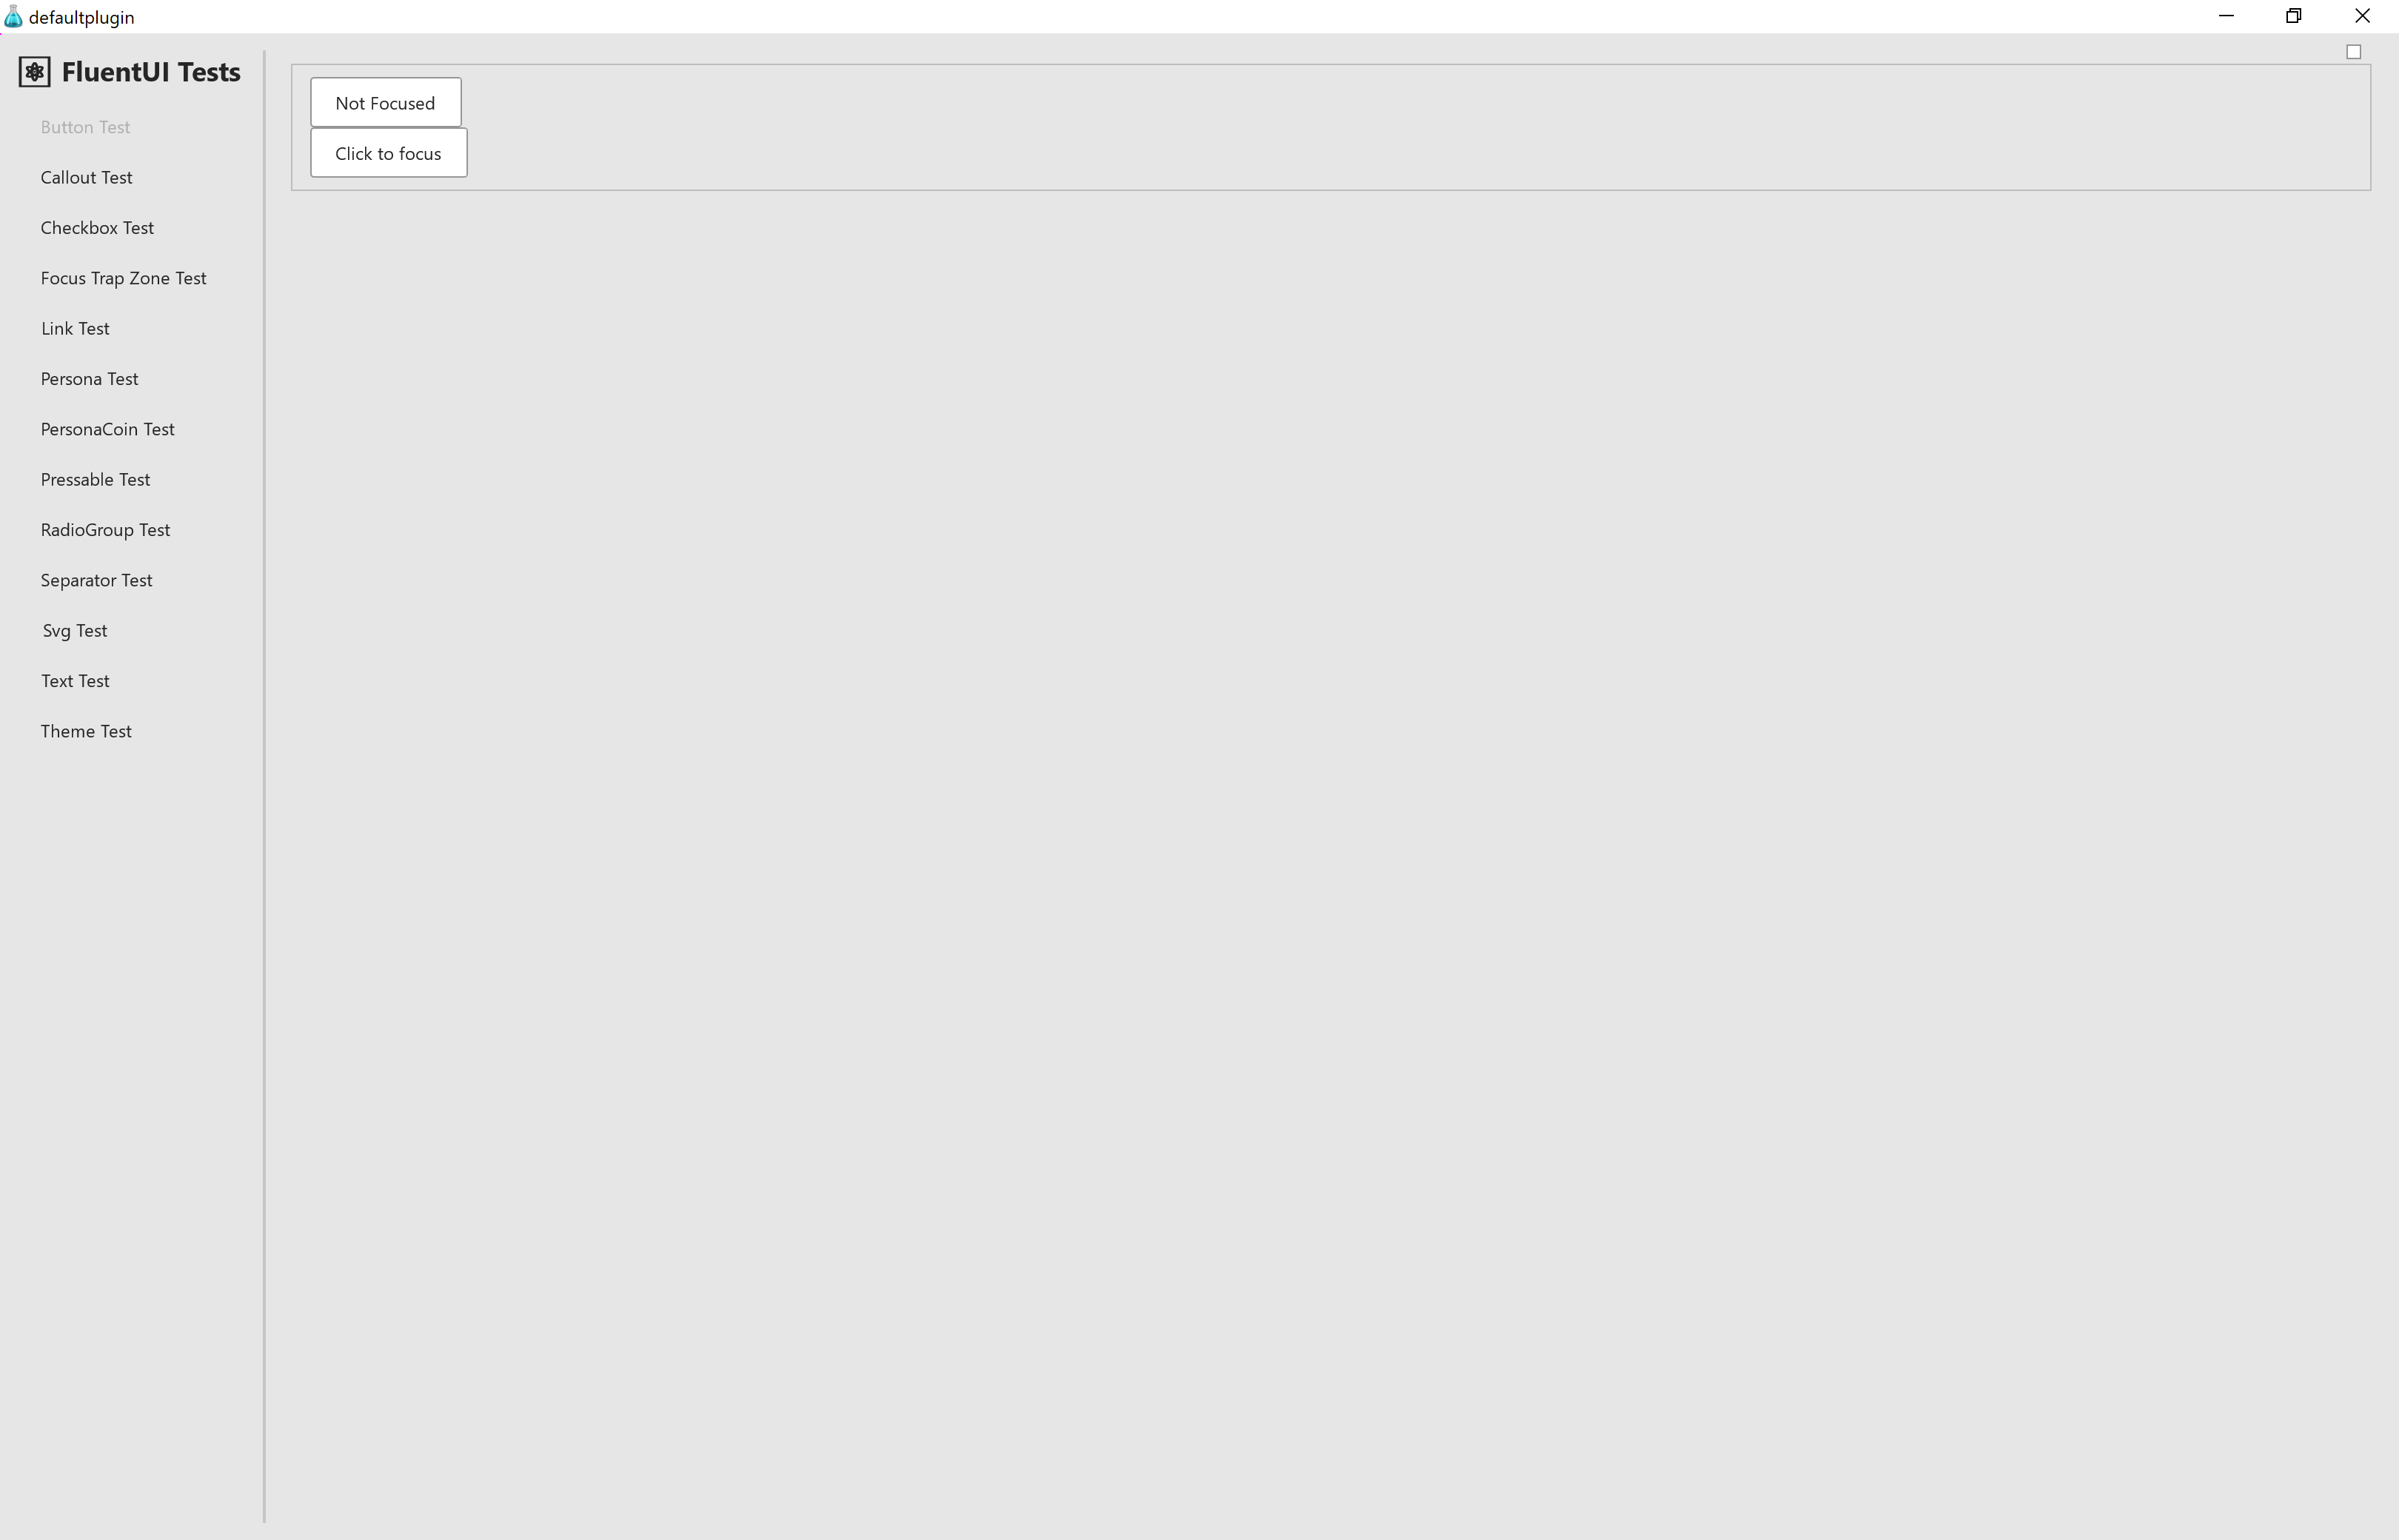 defaultplugin
FluentUI Tests
Button Test
Callout Test
Checkbox Test
Focus Trap Zone Test
Link Test
Persona Test
PersonaCoin Test
Pressable Test
RadioGroup Test
Separator Test
Svg Test
Text Test
Theme Test
Not Focused
Click to focus